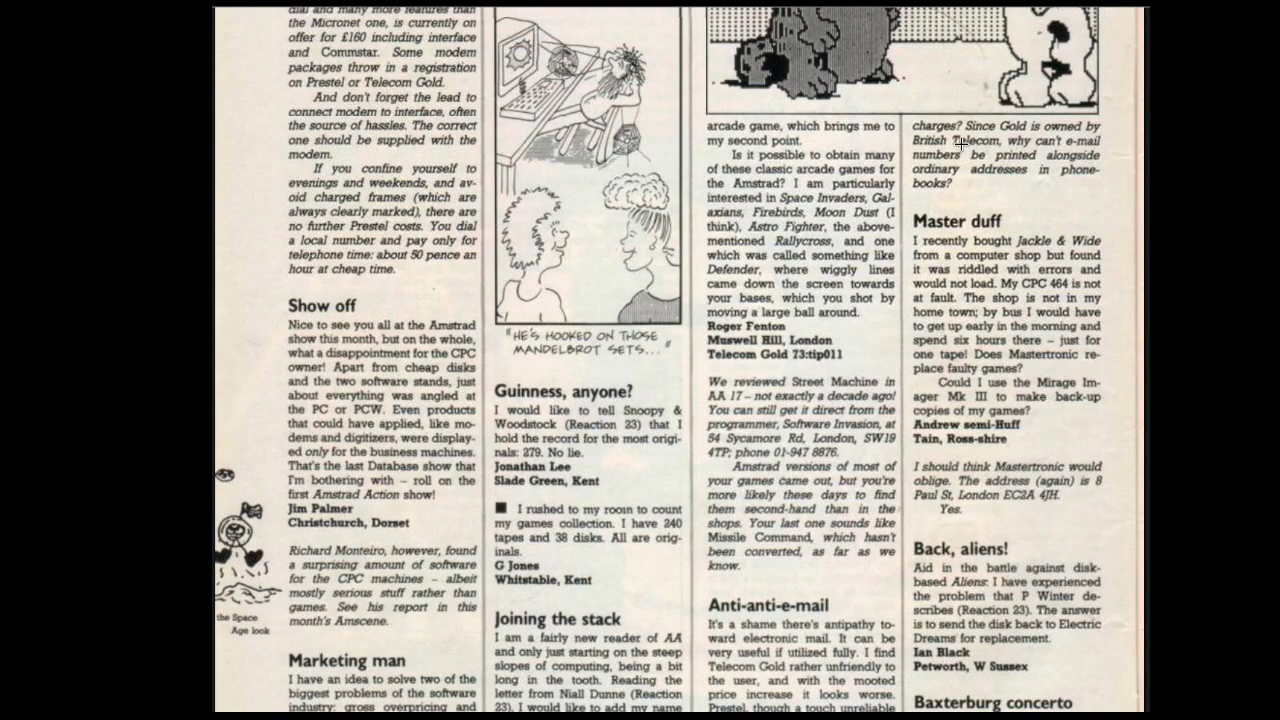 dial and many more features than
the Micronet one, is currently on
offer for £160 including interface
and Commstar. Some modem
packages throw in a registration
on Prestel or Telecom Gold.
And don't forget the lead to
connect modem to interface, often
the source of hassles. The correct
one should be supplied with the
modem.
If you confine yourself to
evenings and weekends, and av-
oid charged frames (which are
always clearly marked), there are
no further Prestel costs. You dial
a local number and pay only for
telephone time: about 50 pence an
hour at cheap time.
Show off
Nice to see you all at the Amstrad
show this month, but on the whole,
what a disappointment for the CPC
owner! Apart from cheap disks
and the two software stands, just
about everything was angled at
the PC or PCW. Even products
that could have applied, like mo-
dems and digitizers, were display-
ed only for the business machines.
That's the last Database show that
I'm bothering with – roll on the
first Amstrad Action show!
Jim Palmer
Christchurch, Dorset
Richard Monteiro, however, found
a surprising amount of software
for the CPC machines – albeit
mostly serious stuff rather than
games. See his report in this
month's Amscene.
the Space
Age look
Marketing man
I have an idea to solve two of the
biggest problems of the software
industry: gross overpricing and
"HE'S HOOKED ON THOSE
MANDELBROT SETS..."
Guinness, anyone?
I would like to tell Snoopy &
Woodstock (Reaction 23) that I
hold the record for the most origi-
nals: 279. No lie.
Jonathan Lee
Slade Green, Kent
■ I rushed to my room to count
my games collection. I have 240
tapes and 38 disks. All are orig-
inals.
G Jones
Whitstable, Kent
Joining the stack
I am a fairly new reader of AA
and only just starting on the steep
slopes of computing, being a bit
long in the tooth. Reading the
letter from Niall Dunne (Reaction
23), I would like to add my name
arcade game, which brings me to
my second point.
Is it possible to obtain many
of these classic arcade games for
the Amstrad? I am particularly
interested in Space Invaders, Gal-
axians, Firebirds, Moon Dust (I
think), Astro Fighter, the above-
mentioned Rallycross, and one
which was called something like
Defender, where wiggly lines
came down the screen towards
your bases, which you shot by
moving a large ball around.
Roger Fenton
Muswell Hill, London
Telecom Gold 73:tip011
We reviewed Street Machine in
AA 17 – not exactly a decade ago!
You can still get it direct from the
programmer, Software Invasion, at
54 Sycamore Rd, London, SW19
4TP; phone 01-947 8876.
Amstrad versions of most of
your games came out, but you're
more likely these days to find
them second-hand than in the
shops. Your last one sounds like
Missile Command, which hasn't
been converted, as far as we
know.
Anti-anti-e-mail
It's a shame there's antipathy to-
ward electronic mail. It can be
very useful if utilized fully. I find
Telecom Gold rather unfriendly to
the user, and with the mooted
price increase it looks worse.
Prestel, though a touch unreliable
charges? Since Gold is owned by
British Telecom, why can't e-mail
numbers be printed alongside
ordinary addresses in phone-
books?
Master duff
I recently bought Jackle & Wide
from a computer shop but found
it was riddled with errors and
would not load. My CPC 464 is not
at fault. The shop is not in my
home town; by bus I would have
to get up early in the morning and
spend six hours there – just for
one tape! Does Mastertronic re-
place faulty games?
Could I use the Mirage Im-
ager Mk III to make back-up
copies of my games?
Andrew semi-Huff
Tain, Ross-shire
I should think Mastertronic would
oblige. The address (again) is 8
Paul St, London EC2A 4JH.
Yes.
Back, aliens!
Aid in the battle against disk-
based Aliens: I have experienced
the problem that P Winter de-
scribes (Reaction 23). The answer
is to send the disk back to Electric
Dreams for replacement.
Ian Black
Petworth, W Sussex
Baxterburg concerto